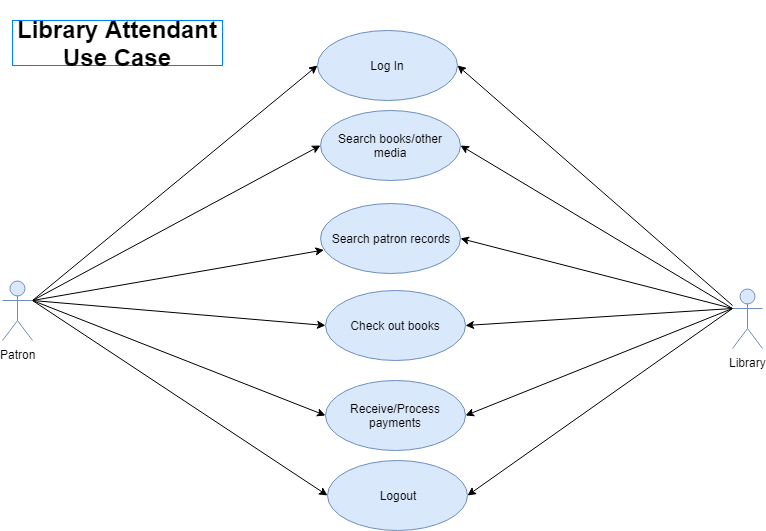 Library Attendant
Use Case
Log In
Search books/other
media
Search patron records
Check out books
Receive/Process
payments
Logout
Patron
Library